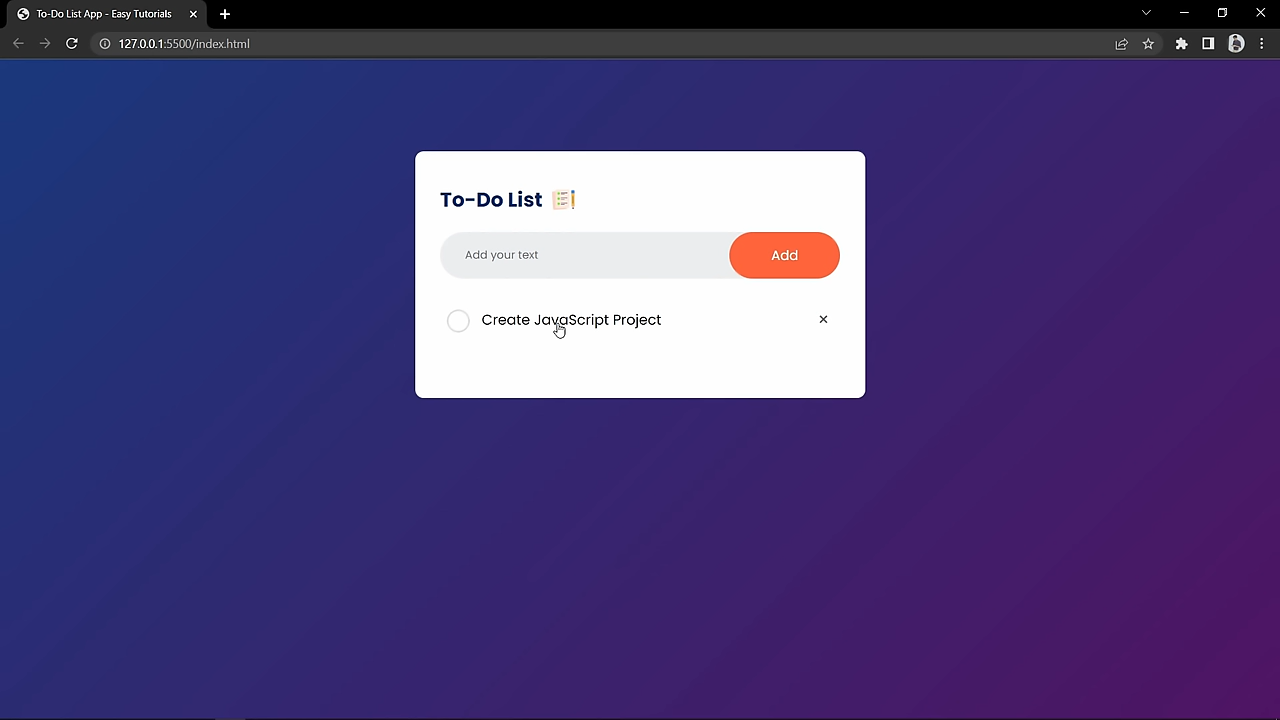 To-Do List App - Easy Tutorials
127.0.0.1:5500/index.html
To-Do List
Add your text
Add
Create JavaScript Project